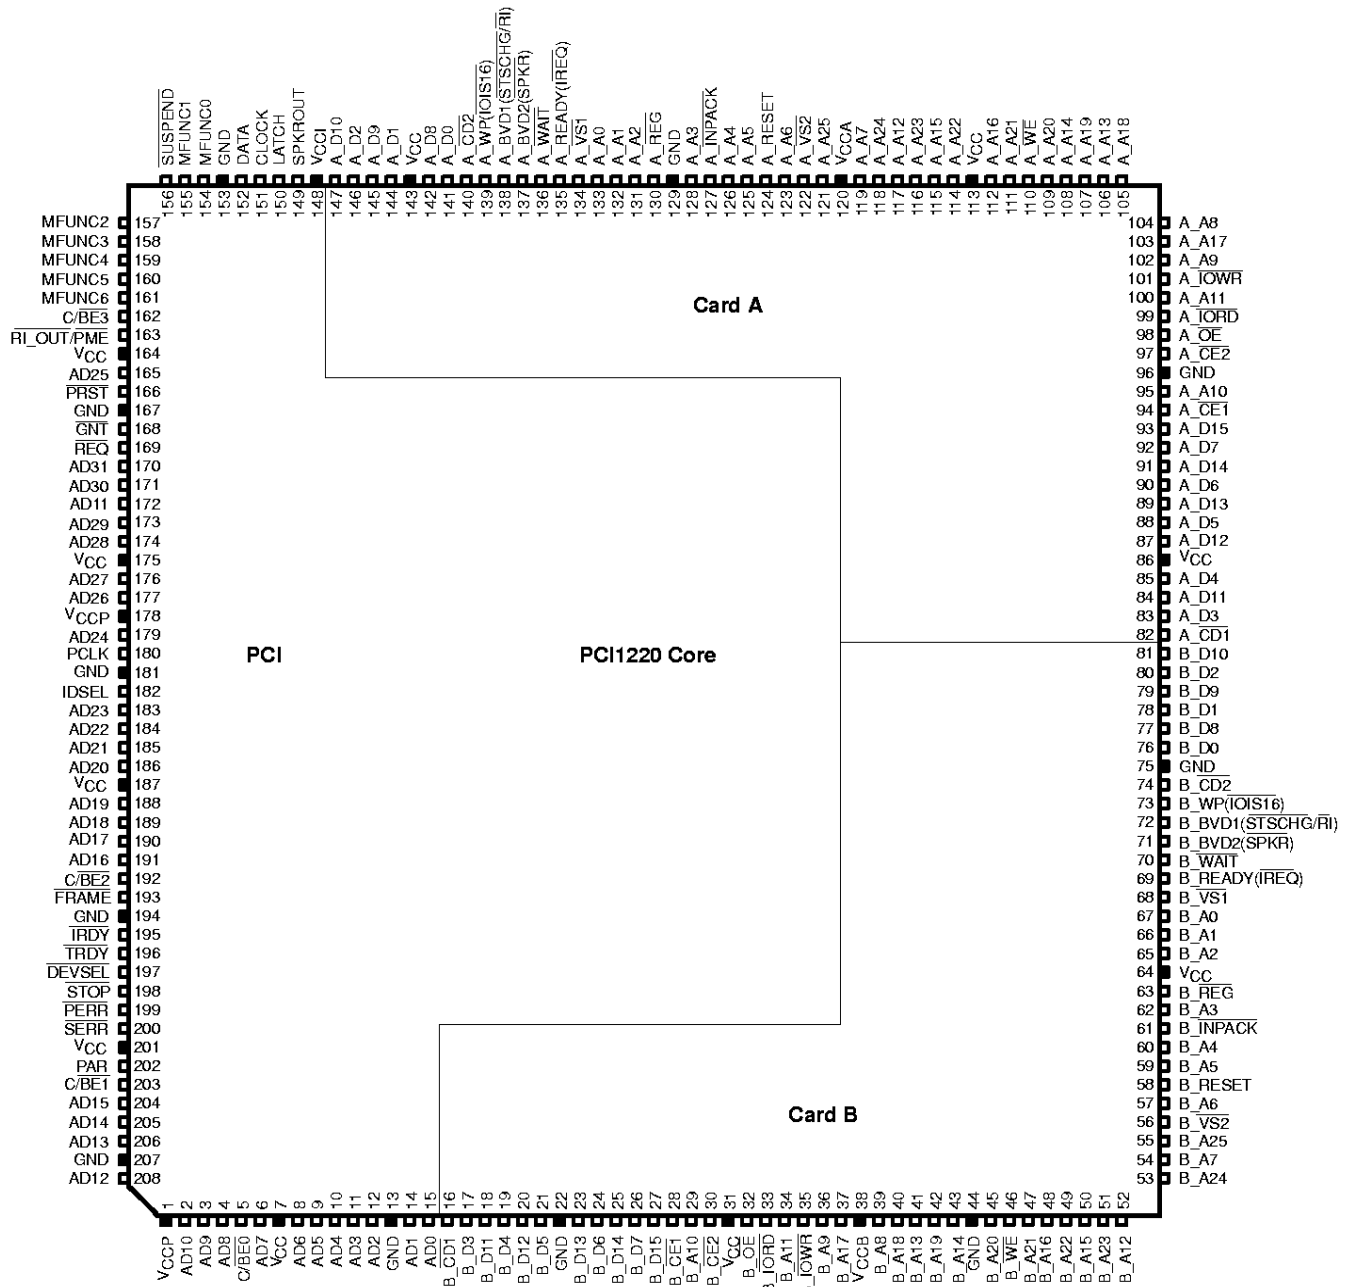 SUSPEND
MFUNC1
MFUNC0
GND
DATA
CLOCK
LATCH
SPKROUT
VCCI
A_D10
A_D2
A_D9
A_D1
VCC
A_D8
A_D0
A_CD2
A_WP(IOIS16)
A_BVD1(STSCHG/RI)
A_BVD2(SPKR)
A_WAIT
A_READY(IREQ)
A_VS1
A_A0
A_A1
A_A2
A_REG
GND
A_A3
A_INPACK
A_A4
A_A5
A_RESET
A_A6
A_VS2
A_A25
VCCA
A_A7
A_A24
A_A12
A_A23
A_A15
A_A22
VCC
A_A16
A_A21
A_WE
A_A20
A_A14
A_A19
A_A13
A_A18
156 155 154 153 152 151 150 149 148 147 146 145 144 143 142 141 140 139 138 137 136 135 134 133 132 131 130 129 128 127 126 125 124 123 122 121 120 119 118 117 116 115 114 113 112 111 110 109 108 107 106 105
MFUNC2 157
MFUNC3 158
MFUNC4 159
MFUNC5 160
MFUNC6 161
C/BE3 162
RI_OUT/PME 163
VCC 164
AD25 165
PRST 166
GND 167
GNT 168
REQ 169
AD31 170
AD30 171
AD11 172
AD29 173
AD28 174
VCC 175
AD27 176
AD26 177
VCCP 178
AD24 179
PCLK 180
GND 181
IDSEL 182
AD23 183
AD22 184
AD21 185
AD20 186
VCC 187
AD19 188
AD18 189
AD17 190
AD16 191
C/BE2 192
FRAME 193
GND 194
IRDY 195
TRDY 196
DEVSEL 197
STOP 198
PERR 199
SERR 200
VCC 201
PAR 202
C/BE1 203
AD15 204
AD14 205
AD13 206
GND 207
AD12 208
Card A
PCI
PCI1220 Core
Card B
104 A_A8
103 A_A17
102 A_A9
101 A_IOWR
100 A_A11
99 A_IORD
98 A_OE
97 A_CE2
96 GND
95 A_A10
94 A_CE1
93 A_D15
92 A_D7
91 A_D14
90 A_D6
89 A_D13
88 A_D5
87 A_D12
86 VCC
85 A_D4
84 A_D11
83 A_D3
82 A_CD1
81 B_D10
80 B_D2
79 B_D9
78 B_D1
77 B_D8
76 B_D0
75 GND
74 B_CD2
73 B_WP(IOIS16)
72 B_BVD1(STSCHG/RI)
71 B_BVD2(SPKR)
70 B_WAIT
69 B_READY(IREQ)
68 B_VS1
67 B_A0
66 B_A1
65 B_A2
64 VCC
63 B_REG
62 B_A3
61 B_INPACK
60 B_A4
59 B_A5
58 B_RESET
57 B_A6
56 B_VS2
55 B_A25
54 B_A7
53 B_A24
1 2 3 4 5 6 7 8 9 10 11 12 13 14 15 16 17 18 19 20 21 22 23 24 25 26 27 28 29 30 31 32 33 34 35 36 37 38 39 40 41 42 43 44 45 46 47 48 49 50 51 52
VCCP
AD10
AD9
AD8
C/BE0
AD7
VCC
AD6
AD5
AD4
AD3
AD2
GND
AD1
AD0
B_CD1
B_D3
B_D11
B_D4
B_D12
B_D5
GND
B_D13
B_D6
B_D14
B_D7
B_D15
B_CE1
B_A10
B_CE2
VCC
B_OE
B_IORD
B_A11
B_IOWR
B_A9
B_A17
VCCB
B_A8
B_A18
B_A13
B_A19
B_A14
GND
B_A20
B_WE
B_A21
B_A16
B_A22
B_A15
B_A23
B_A12